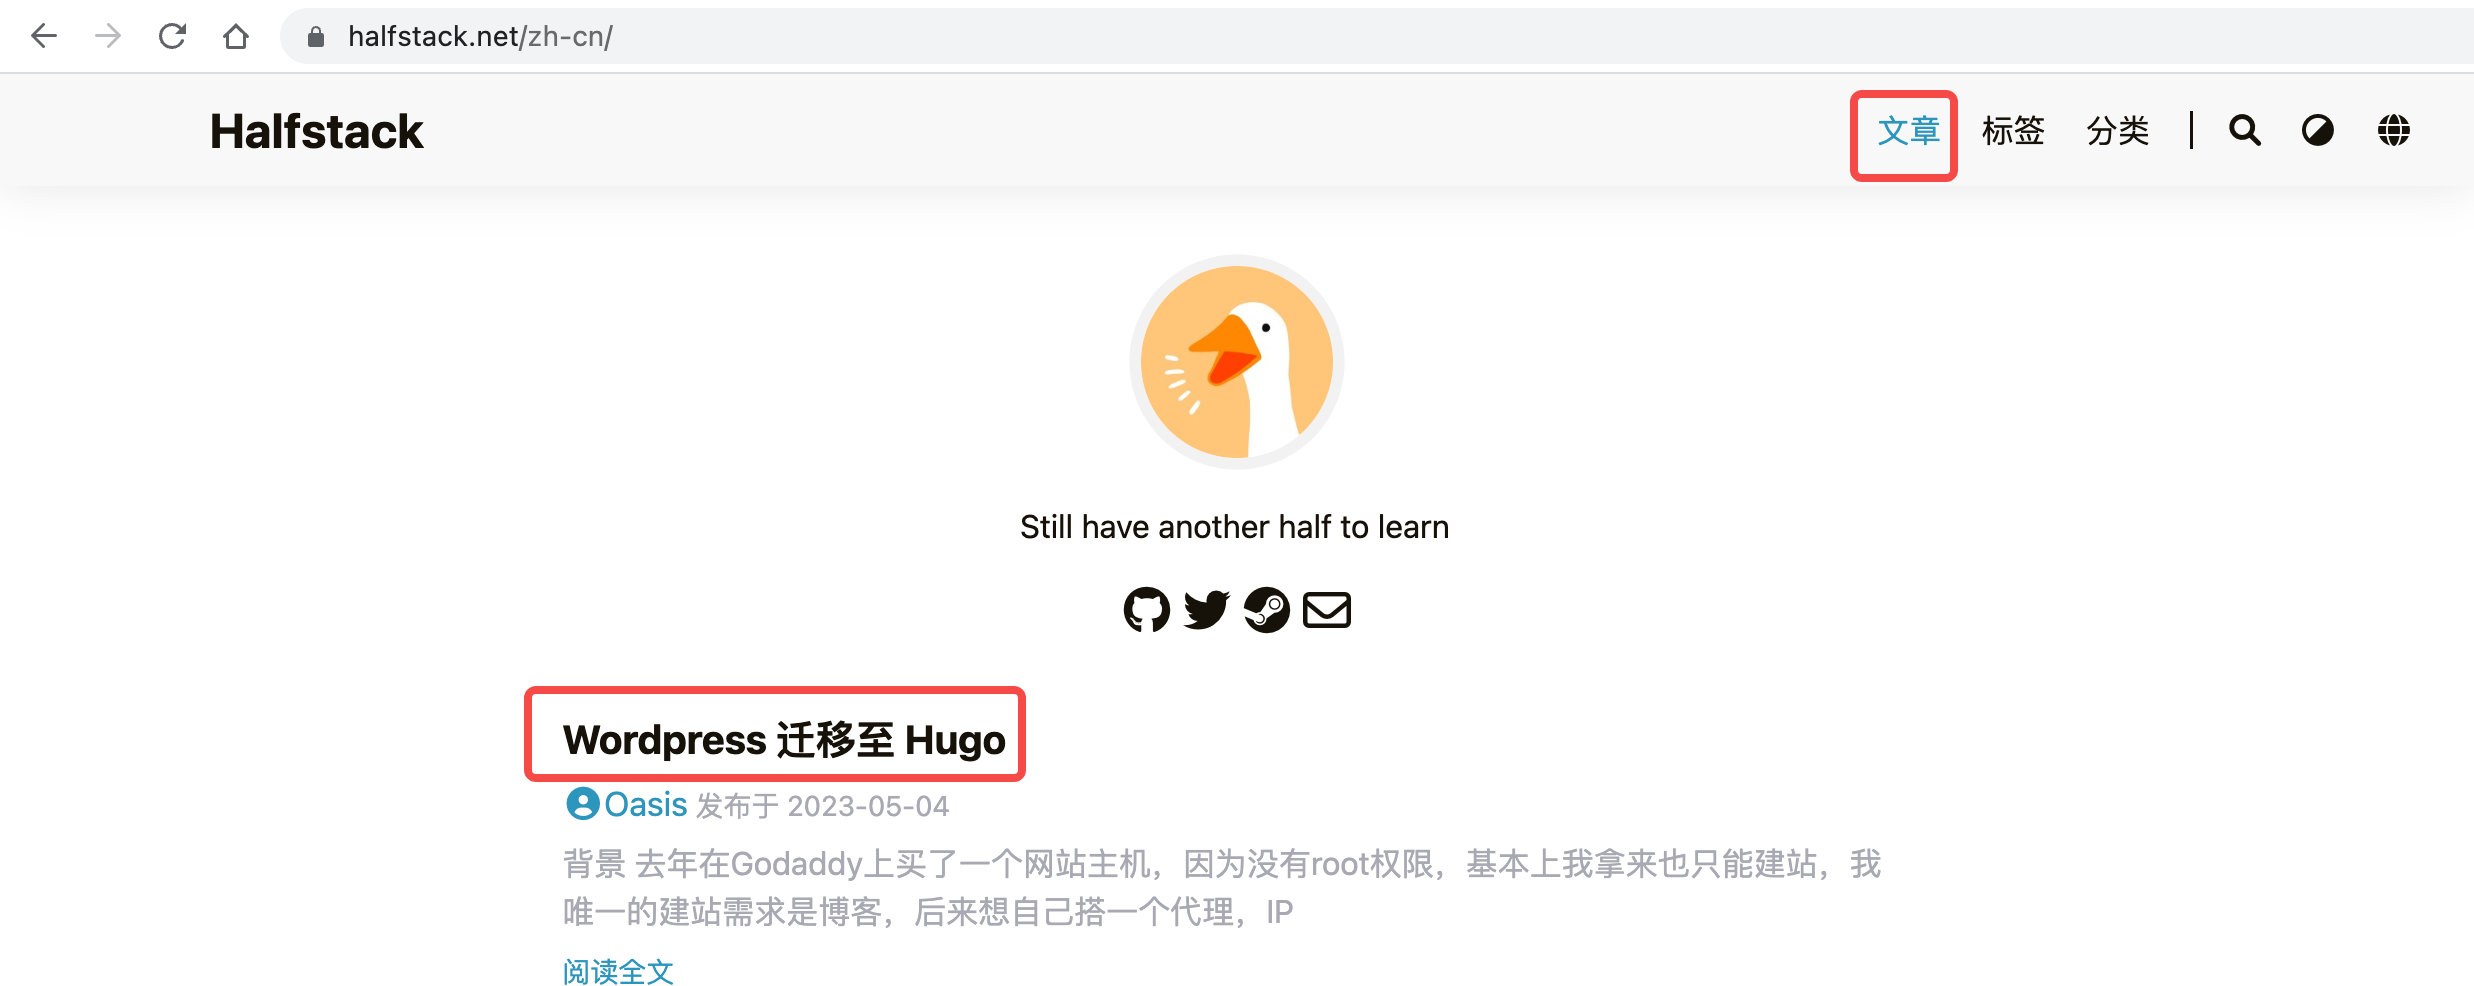 halfstack.net/zh-cn/
Halfstack
文章 标签 分类
Still have another half to learn
Wordpress 迁移至 Hugo
Oasis 发布于 2023-05-04
背景 去年在Godaddy上买了一个网站主机，因为没有root权限，基本上我拿来也只能建站，我
唯一的建站需求是博客，后来想自己搭一个代理，IP
阅读全文